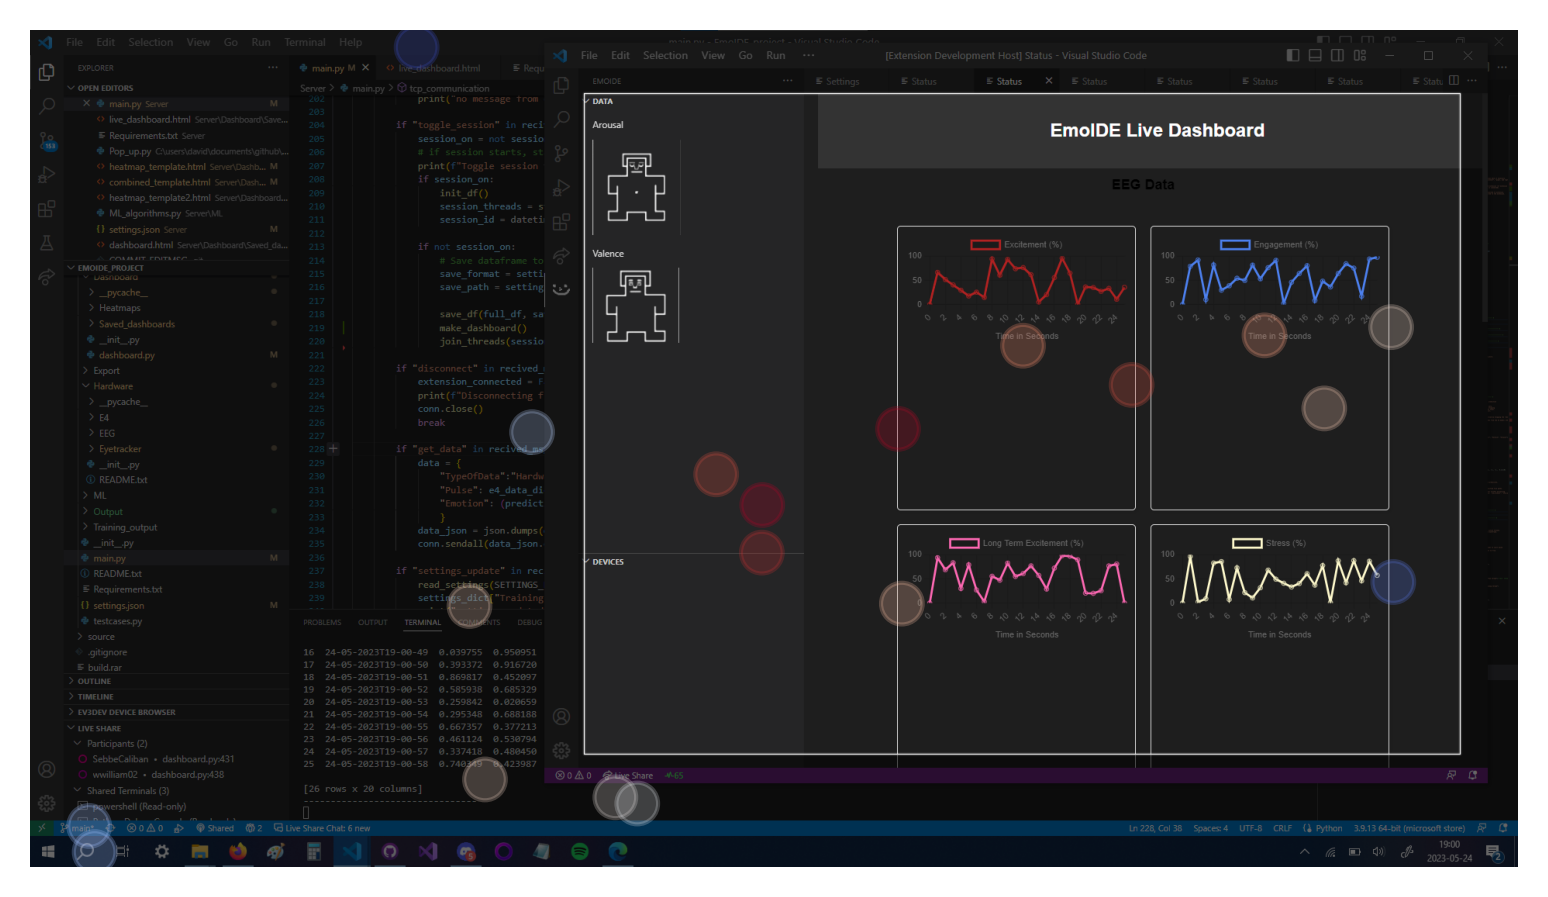 File Edit Selection View Go Run Terminal Help
EXPLORER
OPEN EDITORS
main.py Server M
live_dashboard.html Server\Dashboard\Save...
Requirements.txt Server
Pop_up.py C:\users\david\documents\github\...
heatmap_template.html Server\Dashb... M
combined_template.html Server\Dash... M
heatmap_template2.html Server\Dashboard...
ML_algorithms.py Server\ML
settings.json Server M
dashboard.html Server\Dashboard\Saved_da...
EMOIDE_PROJECT
Dashboard
__pycache__
Heatmaps
Saved_dashboards
__init__.py
dashboard.py M
Export
Hardware
__pycache__
E4
EEG
Eyetracker
__init__.py
README.txt
ML
Output
Training_output
__init__.py
main.py M
README.txt
Requirements.txt
settings.json M
testcases.py
source
.gitignore
build.rar
OUTLINE
TIMELINE
EV3DEV DEVICE BROWSER
LIVE SHARE
Participants (2)
SebbeCaliban • dashboard.py:431
wwilliam02 • dashboard.py:438
Shared Terminals (3)
powershell (Read-only)
main.py M
live_dashboard.html
Requ
Server > main.py > tcp_communication
202 print("no message from
203
204 if "toggle_session" in reci
205 session_on = not sessio
206 # if session starts, st
207 print(f"Toggle session
208 if session_on:
209 init_df()
210 session_threads = s
211 session_id = dateti
212
213 if not session_on:
214 # Save dataframe to
215 save_format = setti
216 save_path = setting
217
218 save_df(full_df, sa
219 make_dashboard()
220 join_threads(sessio
221
222 if "disconnect" in recived_
223 extension_connected = F
224 print(f"Disconnecting f
225 conn.close()
226 break
227
228 if "get_data" in recived_ms
229 data = {
230 "TypeOfData":"Hardw
231 "Pulse": e4_data_di
232 "Emotion": (predict
233 }
234 data_json = json.dumps(
235 conn.sendall(data_json.
236
237 if "settings_update" in rec
238 read_settings(SETTINGS_
239 settings_dict["Training
PROBLEMS OUTPUT TERMINAL COMMENTS DEBUG
16 24-05-2023T19-00-49 0.039755 0.950951
17 24-05-2023T19-00-50 0.393372 0.916720
18 24-05-2023T19-00-51 0.869817 0.452097
19 24-05-2023T19-00-52 0.585938 0.685329
20 24-05-2023T19-00-53 0.259842 0.020659
21 24-05-2023T19-00-54 0.295348 0.688188
22 24-05-2023T19-00-55 0.667357 0.377213
23 24-05-2023T19-00-56 0.461124 0.530794
24 24-05-2023T19-00-57 0.337418 0.480450
25 24-05-2023T19-00-58 0.740349 0.423987
[26 rows x 20 columns]
File Edit Selection View Go Run ··· [Extension Development Host] Status - Visual Studio Code
EMOIDE
Settings Status Status Status Status Status Status
DATA
Arousal
Valence
DEVICES
EmoIDE Live Dashboard
EEG Data
Excitement (%)
100
50
0
0 2 4 6 8 10 12 14 16 18 20 22 24
Time in Seconds
Engagement (%)
100
50
0
0 2 4 6 8 10 12 14 16 18 20 22 24
Time in Seconds
Long Term Excitement (%)
100
50
0
0 2 4 6 8 10 12 14 16 18 20 22 24
Time in Seconds
Stress (%)
100
50
0
0 2 4 6 8 10 12 14 16 18 20 22 24
Time in Seconds
0 0 Live Share 65
main* 0 0 Shared 2 Live Share Chat: 6 new
Ln 228, Col 38 Spaces: 4 UTF-8 CRLF Python 3.9.13 64-bit (microsoft store)
19:00
2023-05-24